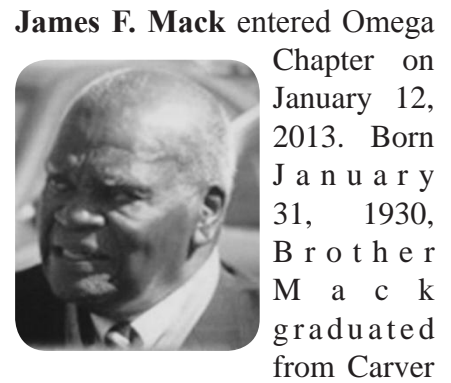 James F. Mack entered Omega
Chapter on
January 12,
2013. Born
January
31, 1930,
Brother
Mack
graduated
from Carver